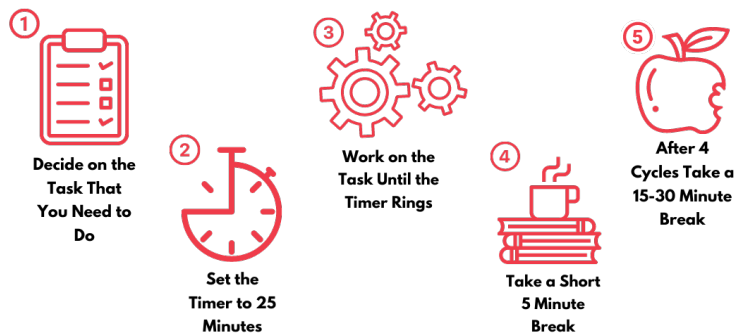 1
Decide on the
Task That
You Need to
Do
2
Set the
Timer to 25
Minutes
3
Work on the
Task Until the
Timer Rings
4
Take a Short
5 Minute
Break
5
After 4
Cycles Take a
15-30 Minute
Break